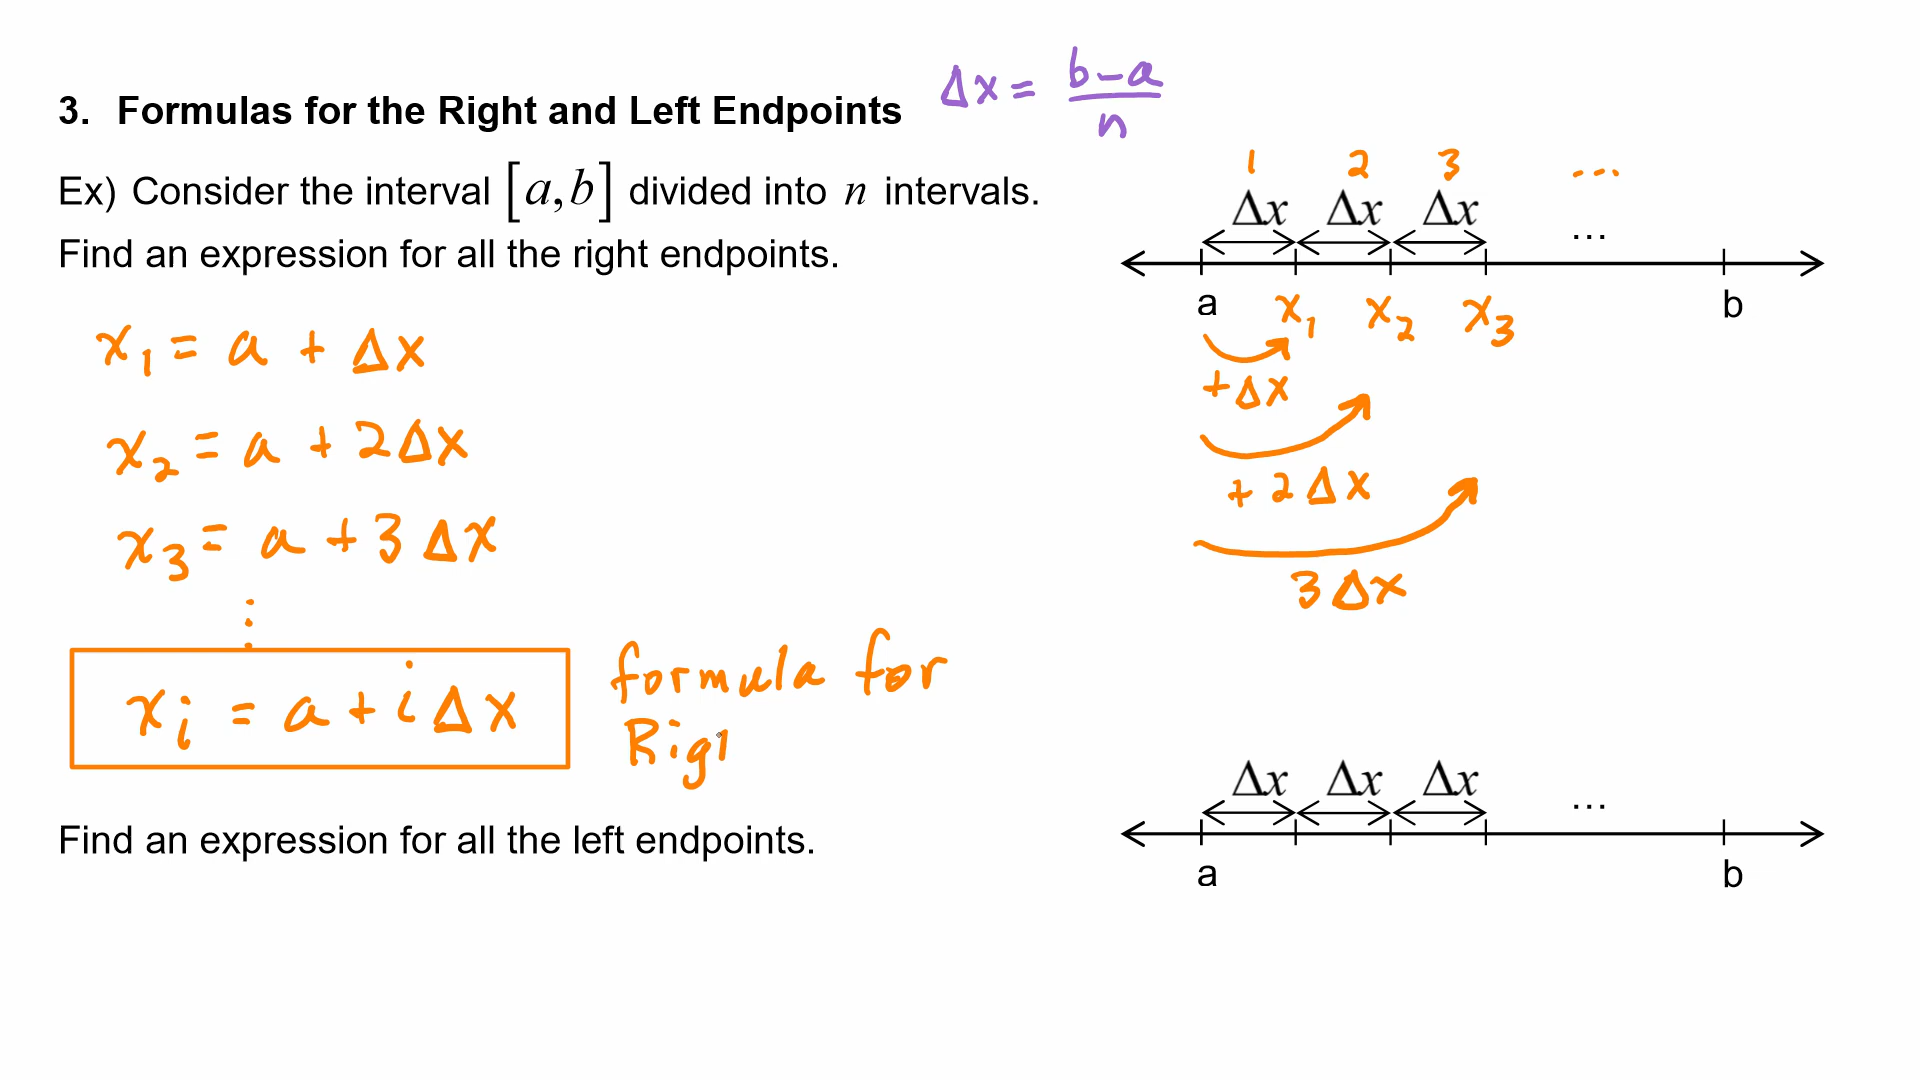 3. Formulas for the Right and Left Endpoints
Δx = b-a / n
Ex) Consider the interval [a,b] divided into n intervals.
Find an expression for all the right endpoints.
1 2 3 ...
Δx Δx Δx ...
a x₁ x₂ x₃ b
+Δx
+2Δx
3Δx
x₁ = a + Δx
x₂ = a + 2Δx
x₃ = a + 3Δx
⋮
xᵢ = a + iΔx
formula for
Rig
Find an expression for all the left endpoints.
Δx Δx Δx ...
a b